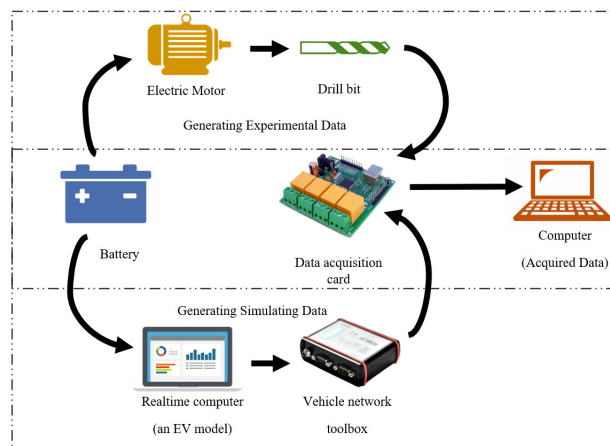 Electric Motor
Drill bit
Generating Experimental Data
Battery
Data acquisition
card
Computer
(Acquired Data)
Generating Simulating Data
Realtime computer
(an EV model)
Vehicle network
toolbox